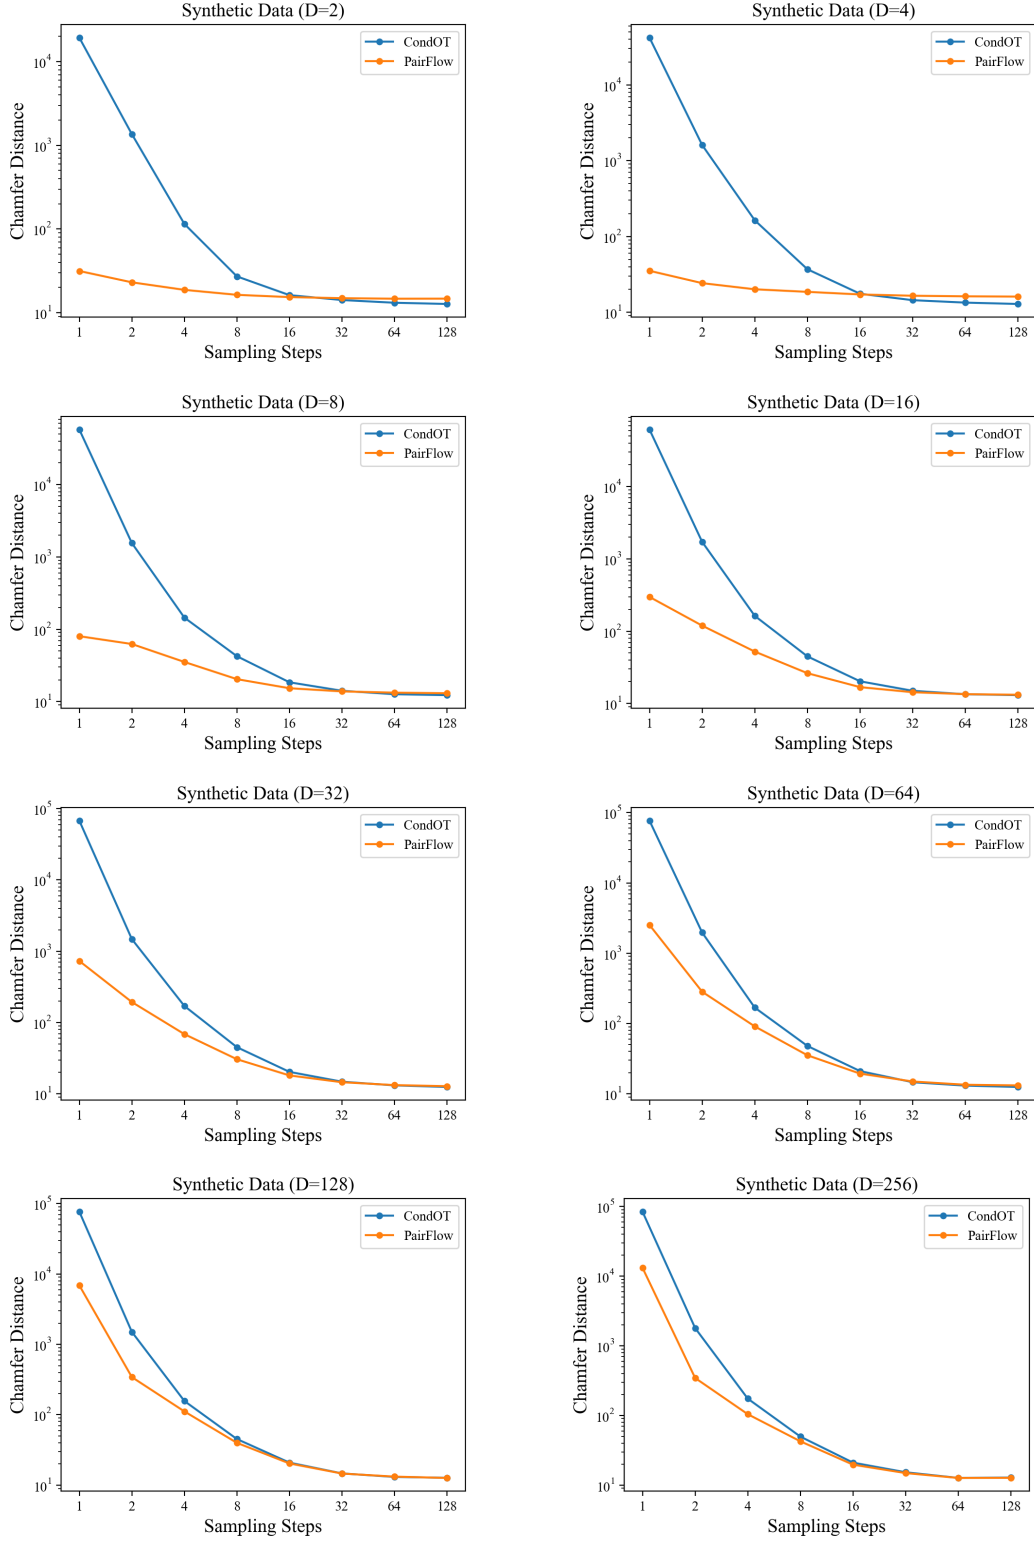 Synthetic Data (D=2)
CondOT
PairFlow
Chamfer Distance
10^4
10^3
10^2
10^1
1 2 4 8 16 32 64 128
Sampling Steps
Synthetic Data (D=4)
CondOT
PairFlow
Chamfer Distance
10^4
10^3
10^2
10^1
1 2 4 8 16 32 64 128
Sampling Steps
Synthetic Data (D=8)
CondOT
PairFlow
Chamfer Distance
10^4
10^3
10^2
10^1
1 2 4 8 16 32 64 128
Sampling Steps
Synthetic Data (D=16)
CondOT
PairFlow
Chamfer Distance
10^4
10^3
10^2
10^1
1 2 4 8 16 32 64 128
Sampling Steps
Synthetic Data (D=32)
CondOT
PairFlow
Chamfer Distance
10^5
10^4
10^3
10^2
10^1
1 2 4 8 16 32 64 128
Sampling Steps
Synthetic Data (D=64)
CondOT
PairFlow
Chamfer Distance
10^5
10^4
10^3
10^2
10^1
1 2 4 8 16 32 64 128
Sampling Steps
Synthetic Data (D=128)
CondOT
PairFlow
Chamfer Distance
10^5
10^4
10^3
10^2
10^1
1 2 4 8 16 32 64 128
Sampling Steps
Synthetic Data (D=256)
CondOT
PairFlow
Chamfer Distance
10^5
10^4
10^3
10^2
10^1
1 2 4 8 16 32 64 128
Sampling Steps